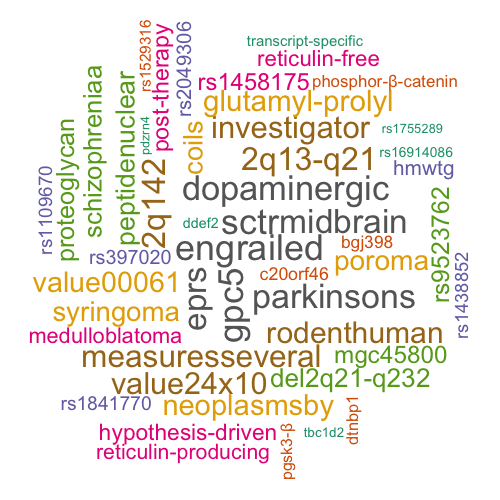 transcript-specific
reticulin-free
rs1458175
phosphor-β-catenin
glutamyl-prolyl
investigator
rs1755289
2q13-q21
rs16914086
hmwtg
dopaminergic
ddef2
sctrmidbrain
engrailed
bgj398
poroma
c20orf46
parkinsons
eprs
gpc5
rs9523762
rs1438852
rs1529316
pdzrn4
post-therapy
rs2049306
coils
2q142
peptidenuclear
schizophreniaa
proteoglycan
rs1109670
rs397020
value00061
syringoma
medulloblatoma
rodenthuman
measuresseveral
mgc45800
value24x10
del2q21-q232
rs1841770
neoplasmsby
hypothesis-driven
tbc1d2
dtnbp1
pgsk3-β
reticulin-producing